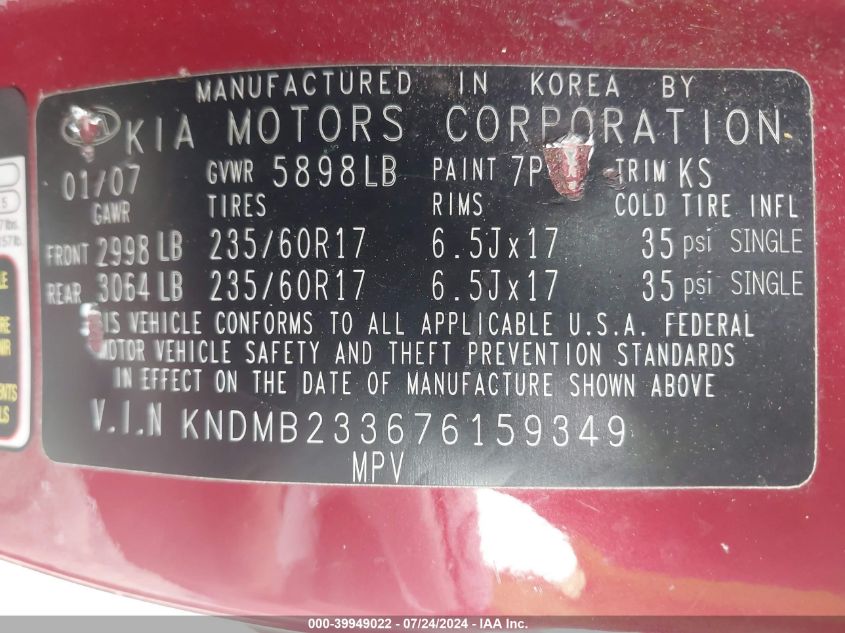 MANUFACTURED IN KOREA BY
KIA MOTORS CORPORATION
01/07 GVWR 5898LB PAINT 7P TRIM KS
GAWR TIRES RIMS COLD TIRE INFL
FRONT 2998 LB 235/60R17 6.5Jx17 35 psi SINGLE
REAR 3064 LB 235/60R17 6.5Jx17 35 psi SINGLE
THIS VEHICLE CONFORMS TO ALL APPLICABLE U.S.A. FEDERAL
MOTOR VEHICLE SAFETY AND THEFT PREVENTION STANDARDS
IN EFFECT ON THE DATE OF MANUFACTURE SHOWN ABOVE
V.I.N KNDMB233676159349
MPV
000-39949022 - 07/24/2024 - IAA Inc.